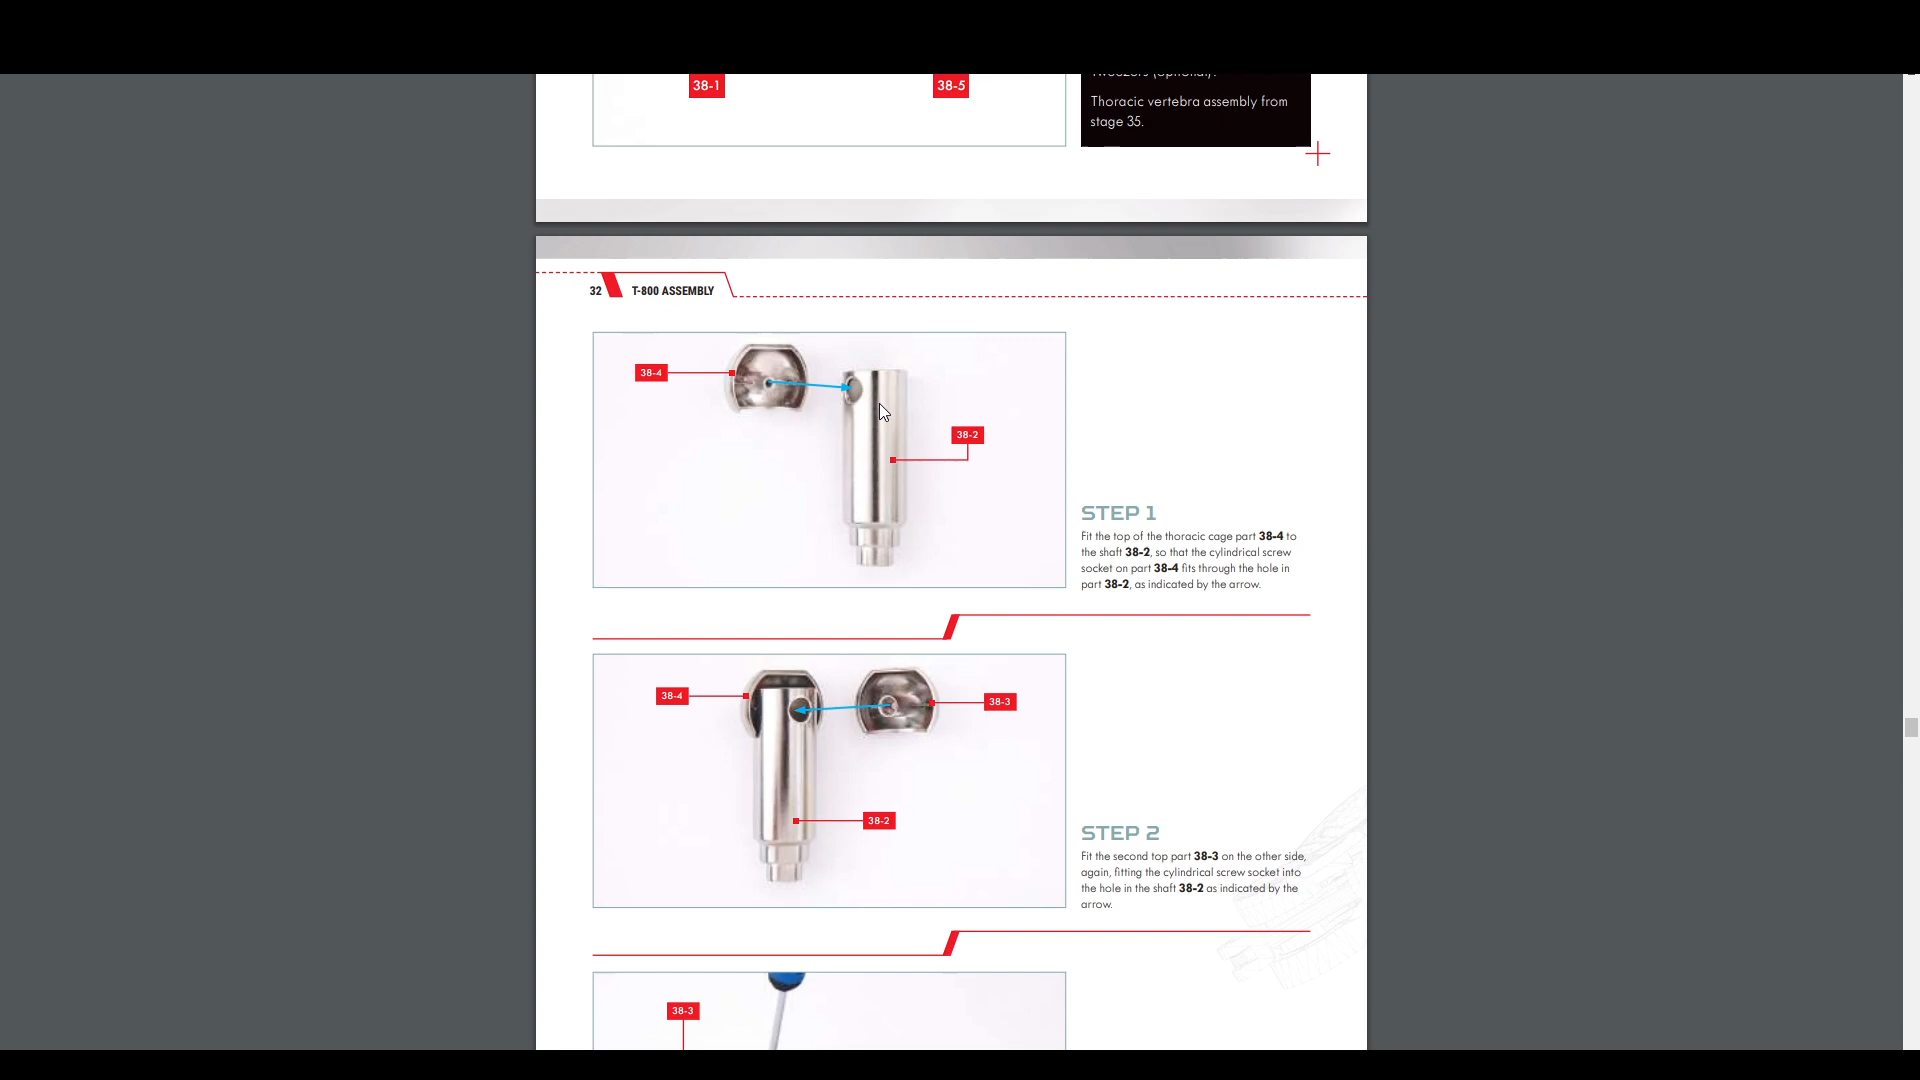 38-1
38-5
Tweezers (optional).
Thoracic vertebra assembly from
stage 35.
32
T-800 ASSEMBLY
38-4
38-2
STEP 1
Fit the top of the thoracic cage part 38-4 to
the shaft 38-2, so that the cylindrical screw
socket on part 38-4 fits through the hole in
part 38-2, as indicated by the arrow.
38-4
38-3
38-2
STEP 2
Fit the second top part 38-3 on the other side,
again, fitting the cylindrical screw socket into
the hole in the shaft 38-2 as indicated by the
arrow.
38-3